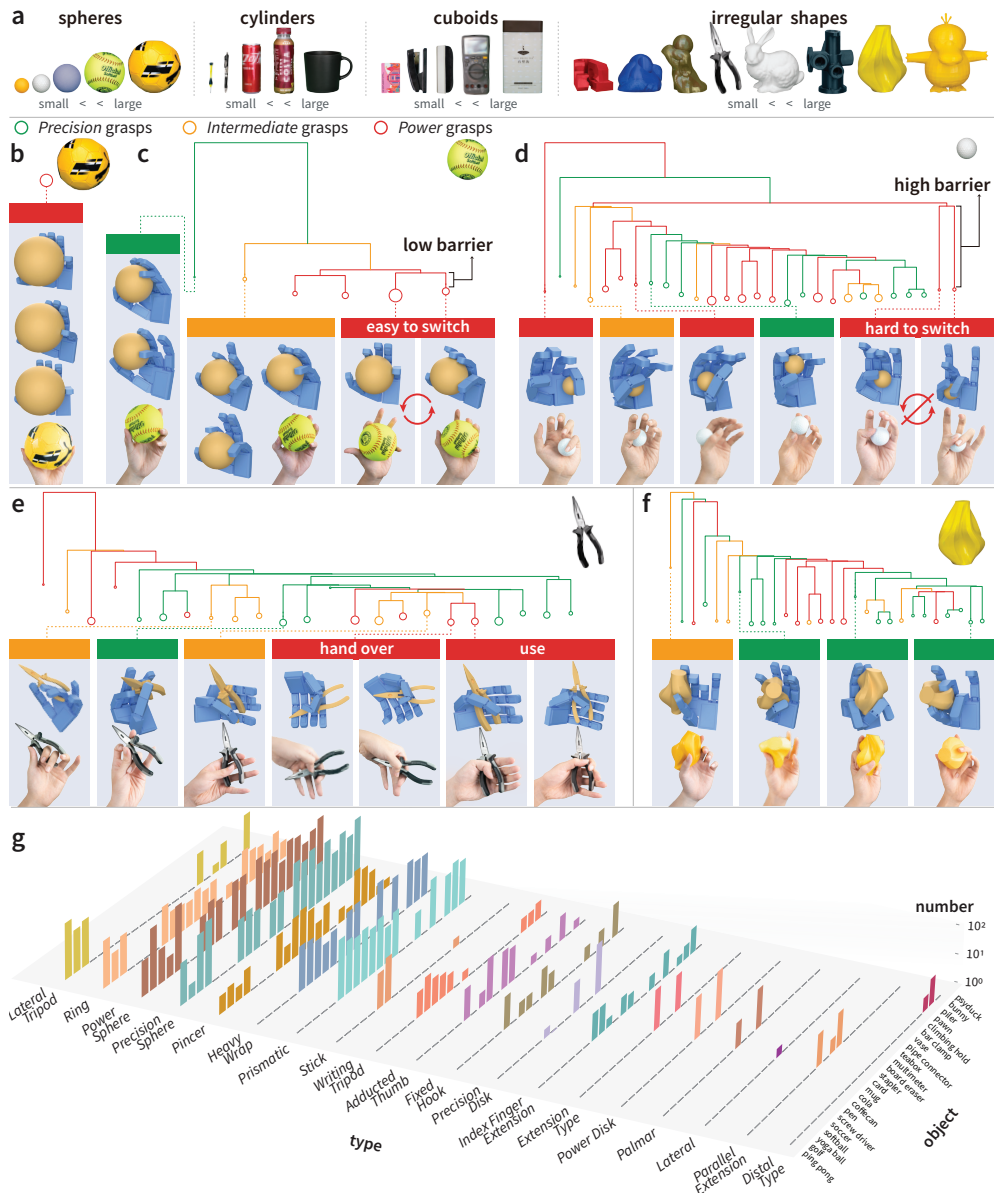 a
spheres
cylinders
cuboids
irregular shapes
small < < large
small < < large
small < < large
small < < large
Precision grasps
Intermediate grasps
Power grasps
b
c
d
high barrier
low barrier
easy to switch
hard to switch
e
f
hand over
use
g
number
10²
10¹
10⁰
Lateral Tripod
Ring
Power Sphere
Precision Sphere
Pincer
Heavy Wrap
Prismatic
Stick
Writing Tripod
Adducted Thumb
Fixed Hook
Precision Disk
Index Finger Extension
Extension Type
Power Disk
Palmar
Lateral
Parallel Extension
Distal Type
type
psyduck
bunny
piler
pawn
climbing hold
bar clamp
vase
pipe connector
teabox
multimeter
board eraser
stapler
card
mug
cola
coffecan
pen
screw driver
soccer
softball
yoga ball
golf
ping pong
object